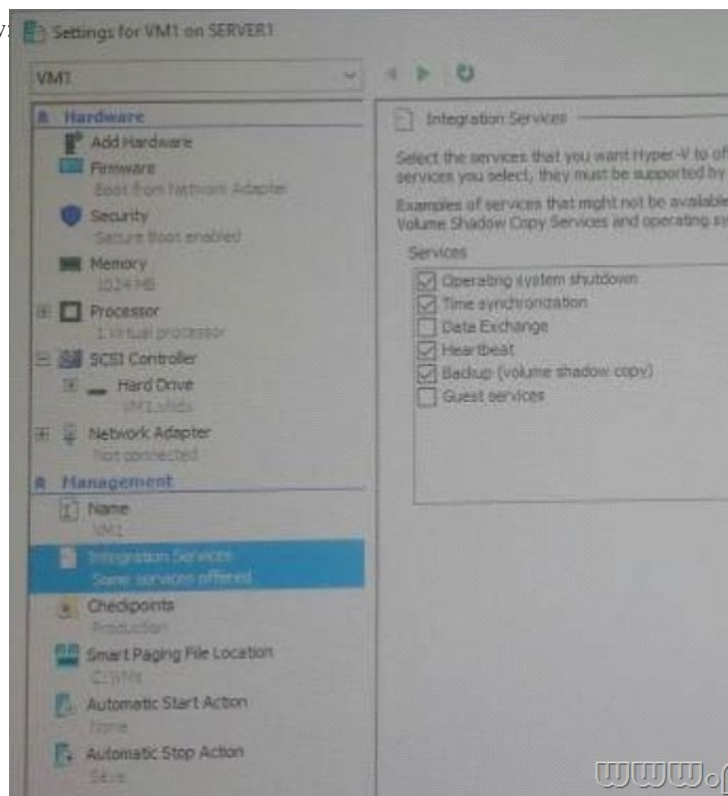 Settings for VM1 on SERVER1
VM1
Hardware
Add Hardware
Firmware
Boot from Network Adapter
Security
Secure Boot enabled
Memory
1024 MB
Processor
1 Virtual processor
SCSI Controller
Hard Drive
VM1.vhdx
Network Adapter
Not connected
Management
Name
VM1
Integration Services
Some services offered
Checkpoints
Production
Smart Paging File Location
Automatic Start Action
None
Automatic Stop Action
Save
Integration Services
Select the services that you want Hyper-V to of
services you select, they must be supported by
Examples of services that might not be available
Volume Shadow Copy Services and operating sy
Services
Operating system shutdown
Time synchronization
Data Exchange
Heartbeat
Backup (volume shadow copy)
Guest services
www.